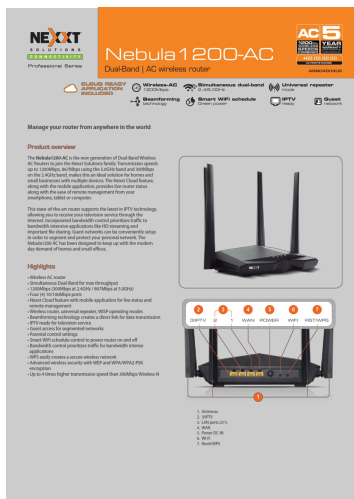 NEXXT
SOLUTIONS
CONNECTIVITY
Professional Series
Nebula1200-AC
Dual-Band | AC wireless router
AC 5
1200 YEAR
WARRANTY
CLOUD READY
APPLICATION
INCLUDED
Wireless-AC
1200Mbps
Simultaneous dual-band
2.4/5.0GHz
Universal repeater
mode
Beamforming
technology
Smart WiFi schedule
Green power
IPTV
ready
Guest
network
Manage your router from anywhere in the world
Product overview
The Nebula1200-AC is the new generation of Dual-Band Wireless
AC Routers to join the Nexxt Solutions family. Transmission speeds
up to 1200Mbps, 867Mbps using the 5.0GHz band and 300Mbps
on the 2.4GHz band, makes this an ideal solution for homes and
small businesses with multiple devices. The Nexxt Cloud feature,
along with the mobile application, provides live router status
along with the ease of remote management from your
smartphone, tablet or computer.
This state-of-the-art router supports the latest in IPTV technology,
allowing you to receive your television service through the
internet. Incorporated bandwidth control prioritizes traffic to
bandwidth intensive applications like HD streaming and
important file sharing. Guest networks can be conveniently setup
in order to segment and protect your personal network. The
Nebula1200-AC has been designed to keep up with the modern
day demand of homes and small offices.
Highlights
• Wireless AC router
• Simultaneous Dual-Band for max throughput
• 1200Mbps (300Mbps at 2.4GHz / 867Mbps at 5.0GHz)
• Four (4) 10/100Mbps ports
• Nexxt Cloud feature with mobile application for live status and
remote management
• Wireless router, universal repeater, WISP operating modes
• Beamforming technology creates a direct link for data transmission
• IPTV ready for television service
• Guest access for segmented networks
• Parental control settings
• Smart WiFi schedule control to power router on and off
• Bandwidth control prioritizes traffic for bandwidth intense
applications
• WPS easily creates a secure wireless network
• Advanced wireless security with WEP and WPA/WPA2-PSK
encryption
• Up to 4 times higher transmission speed than 300Mbps Wireless-N
NEXXT
2 3 4 5 6 7
3/IPTV 2 1 WAN POWER WIFI RST/WPS
1
1. Antennas
2. 3/IPTV
3. LAN ports (2/1)
4. WAN
5. Power (DC IN)
6. Wi-Fi
7. Reset/WPS